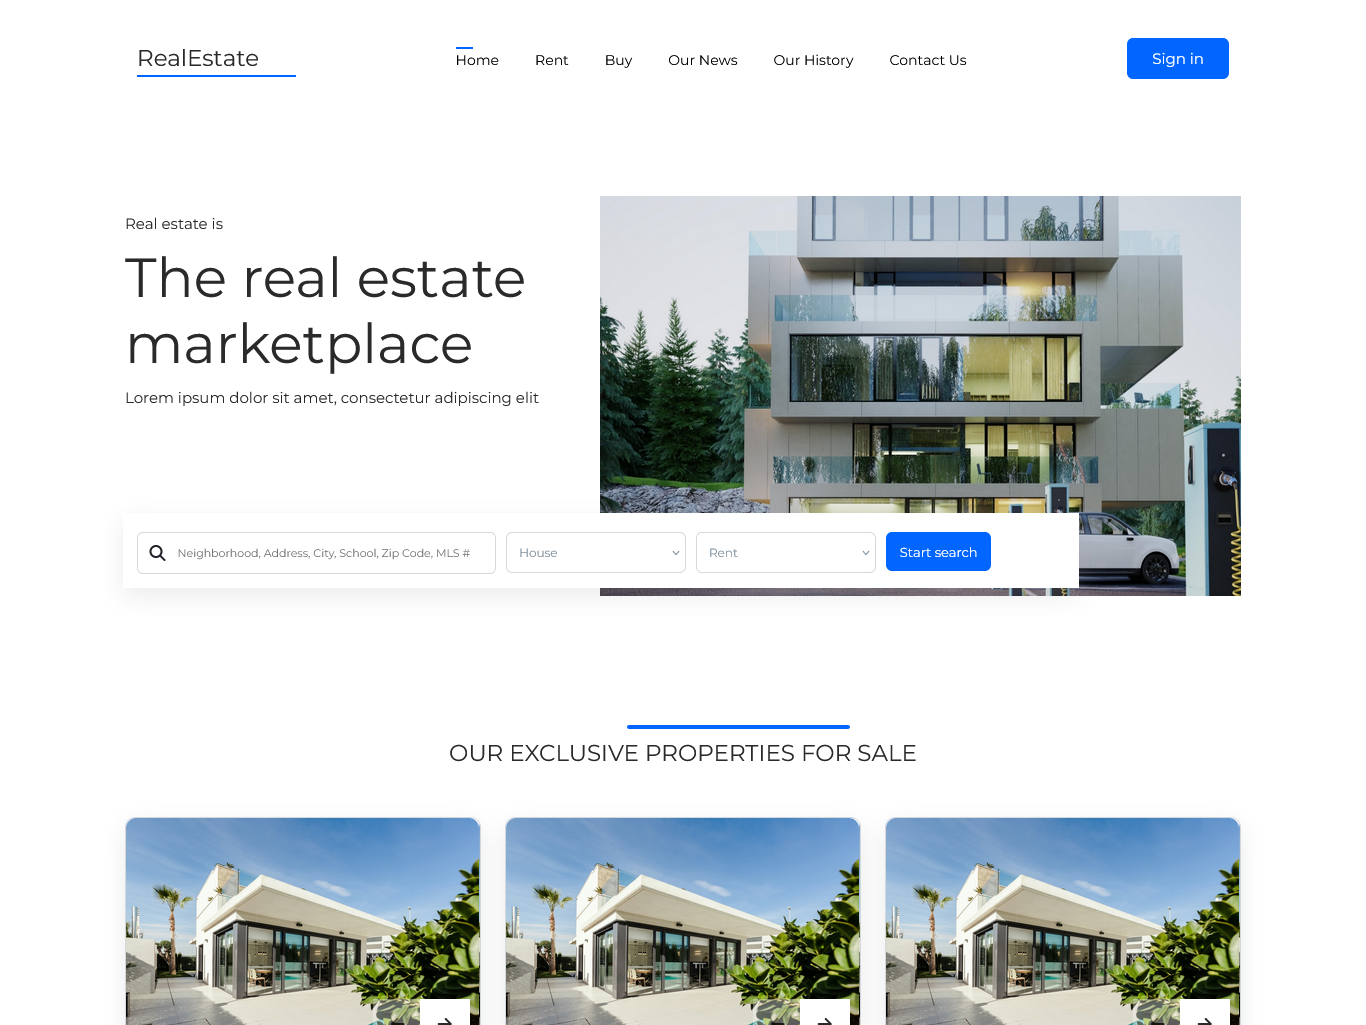 RealEstate
Home Rent Buy Our News Our History Contact Us
Sign in
Real estate is
The real estate
marketplace
Lorem ipsum dolor sit amet, consectetur adipiscing elit
Neighborhood, Address, City, School, Zip Code, MLS #
House
Rent
Start search
OUR EXCLUSIVE PROPERTIES FOR SALE